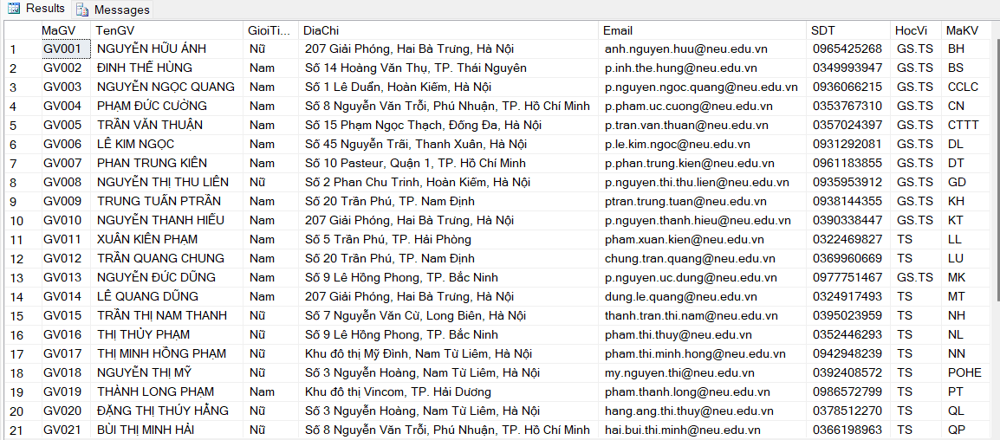 Results Messages
MaGV TenGV GioiTi... DiaChi Email SDT HocVi MaKV
1 GV001 NGUYỄN HỮU ÁNH Nữ 207 Giải Phóng, Hai Bà Trưng, Hà Nội anh.nguyen.huu@neu.edu.vn 0965425268 GS.TS BH
2 GV002 ĐINH THẾ HÙNG Nam Số 14 Hoàng Văn Thụ, TP. Thái Nguyên p.inh.the.hung@neu.edu.vn 0349993947 GS.TS BS
3 GV003 NGUYỄN NGỌC QUANG Nam Số 1 Lê Duẩn, Hoàn Kiếm, Hà Nội p.nguyen.ngoc.quang@neu.edu.vn 0936066215 GS.TS CCLC
4 GV004 PHẠM ĐỨC CƯỜNG Nam Số 8 Nguyễn Văn Trỗi, Phú Nhuận, TP. Hồ Chí Minh p.pham.uc.cuong@neu.edu.vn 0353767310 GS.TS CN
5 GV005 TRẦN VĂN THUẬN Nam Số 15 Phạm Ngọc Thạch, Đống Đa, Hà Nội p.tran.van.thuan@neu.edu.vn 0357024397 GS.TS CTTT
6 GV006 LÊ KIM NGỌC Nam Số 45 Nguyễn Trãi, Thanh Xuân, Hà Nội p.le.kim.ngoc@neu.edu.vn 0931292081 GS.TS DL
7 GV007 PHAN TRUNG KIÊN Nam Số 10 Pasteur, Quận 1, TP. Hồ Chí Minh p.phan.trung.kien@neu.edu.vn 0961183855 GS.TS DT
8 GV008 NGUYỄN THỊ THU LIÊN Nữ Số 2 Phan Chu Trinh, Hoàn Kiếm, Hà Nội p.nguyen.thi.thu.lien@neu.edu.vn 0935953912 GS.TS GD
9 GV009 TRUNG TUẤN PTRẦN Nam Số 20 Trần Phú, TP. Nam Định ptran.trung.tuan@neu.edu.vn 0938144355 GS.TS KH
10 GV010 NGUYỄN THANH HIẾU Nam 207 Giải Phóng, Hai Bà Trưng, Hà Nội p.nguyen.thanh.hieu@neu.edu.vn 0390338447 GS.TS KT
11 GV011 XUÂN KIÊN PHẠM Nam Số 5 Trần Phú, TP. Hải Phòng pham.xuan.kien@neu.edu.vn 0322469827 TS LL
12 GV012 TRẦN QUANG CHUNG Nam Số 20 Trần Phú, TP. Nam Định chung.tran.quang@neu.edu.vn 0369960669 TS LU
13 GV013 NGUYỄN ĐỨC DŨNG Nam Số 9 Lê Hồng Phong, TP. Bắc Ninh p.nguyen.uc.dung@neu.edu.vn 0977751467 GS.TS MK
14 GV014 LÊ QUANG DŨNG Nam 207 Giải Phóng, Hai Bà Trưng, Hà Nội dung.le.quang@neu.edu.vn 0324917493 TS MT
15 GV015 TRẦN THỊ NAM THANH Nữ Số 7 Nguyễn Văn Cừ, Long Biên, Hà Nội thanh.tran.thi.nam@neu.edu.vn 0395023959 TS NH
16 GV016 THỊ THỦY PHẠM Nữ Số 9 Lê Hồng Phong, TP. Bắc Ninh pham.thi.thuy@neu.edu.vn 0352446293 TS NL
17 GV017 THỊ MINH HỒNG PHẠM Nữ Khu đô thị Mỹ Đình, Nam Từ Liêm, Hà Nội pham.thi.minh.hong@neu.edu.vn 0942948239 TS NN
18 GV018 NGUYỄN THỊ MỸ Nữ Số 3 Nguyễn Hoàng, Nam Từ Liêm, Hà Nội my.nguyen.thi@neu.edu.vn 0392408572 TS POHE
19 GV019 THÀNH LONG PHẠM Nam Khu đô thị Vincom, TP. Hải Dương pham.thanh.long@neu.edu.vn 0986572799 TS PT
20 GV020 ĐẶNG THỊ THÚY HẰNG Nữ Số 3 Nguyễn Hoàng, Nam Từ Liêm, Hà Nội hang.ang.thi.thuy@neu.edu.vn 0378512270 TS QL
21 GV021 BÙI THỊ MINH HẢI Nữ Số 8 Nguyễn Văn Trỗi, Phú Nhuận, TP. Hồ Chí Minh hai.bui.thi.minh@neu.edu.vn 0366198963 TS QP